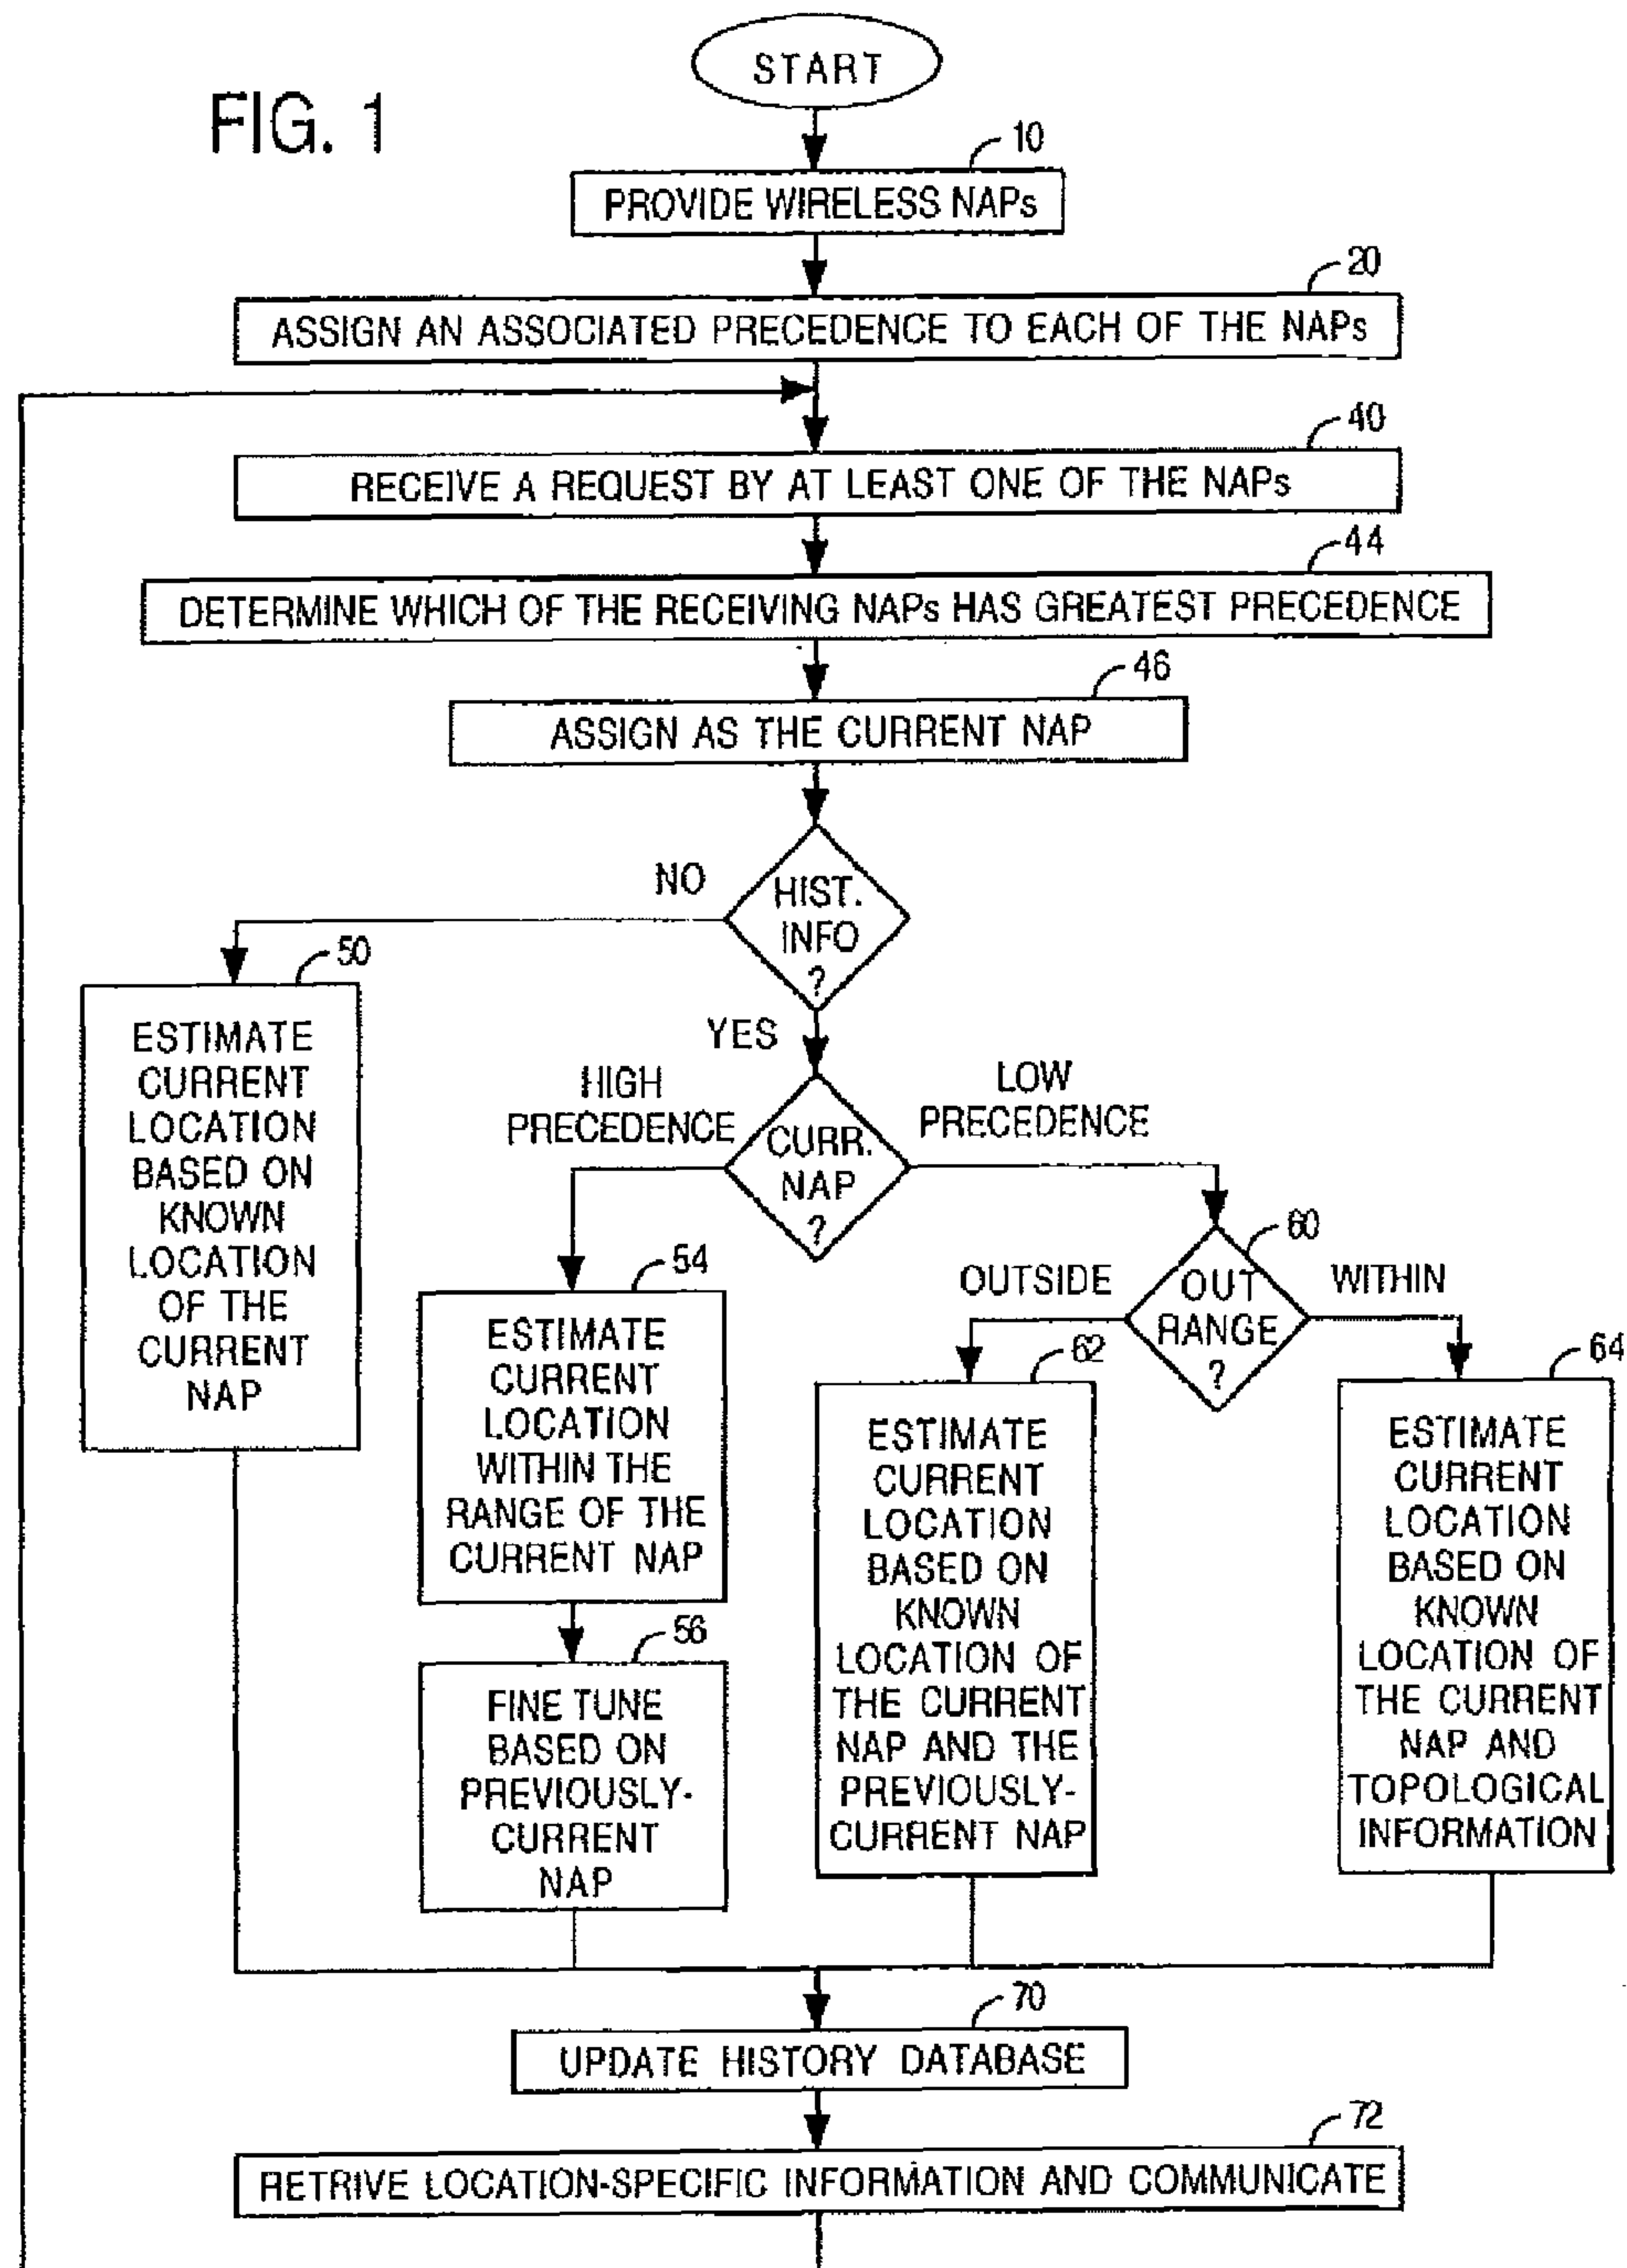 START
FIG. 1
10
PROVIDE WIRELESS NAPs
20
ASSIGN AN ASSOCIATED PRECEDENCE TO EACH OF THE NAPs
40
RECEIVE A REQUEST BY AT LEAST ONE OF THE NAPs
44
DETERMINE WHICH OF THE RECEIVING NAPs HAS GREATEST PRECEDENCE
46
ASSIGN AS THE CURRENT NAP
NO
HIST.
INFO
?
50
ESTIMATE
CURRENT
LOCATION
BASED ON
KNOWN
LOCATION
OF THE
CURRENT
NAP
YES
HIGH
PRECEDENCE
CURR.
NAP
?
LOW
PRECEDENCE
54
ESTIMATE
CURRENT
LOCATION
WITHIN THE
RANGE OF THE
CURRENT NAP
56
FINE TUNE
BASED ON
PREVIOUSLY-
CURRENT
NAP
60
OUTSIDE
OUT
RANGE
?
WITHIN
62
ESTIMATE
CURRENT
LOCATION
BASED ON
KNOWN
LOCATION OF
THE CURRENT
NAP AND THE
PREVIOUSLY-
CURRENT NAP
64
ESTIMATE
CURRENT
LOCATION
BASED ON
KNOWN
LOCATION OF
THE CURRENT
NAP AND
TOPOLOGICAL
INFORMATION
70
UPDATE HISTORY DATABASE
72
RETRIVE LOCATION-SPECIFIC INFORMATION AND COMMUNICATE